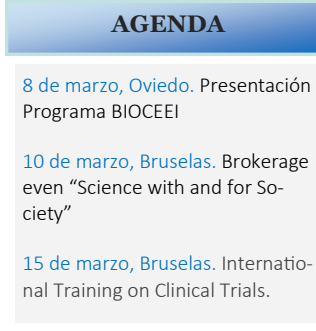 AGENDA
8 de marzo, Oviedo. Presentación
Programa BIOCEEI
10 de marzo, Bruselas. Brokerage
even “Science with and for So-
ciety”
15 de marzo, Bruselas. Internatio-
nal Training on Clinical Trials.